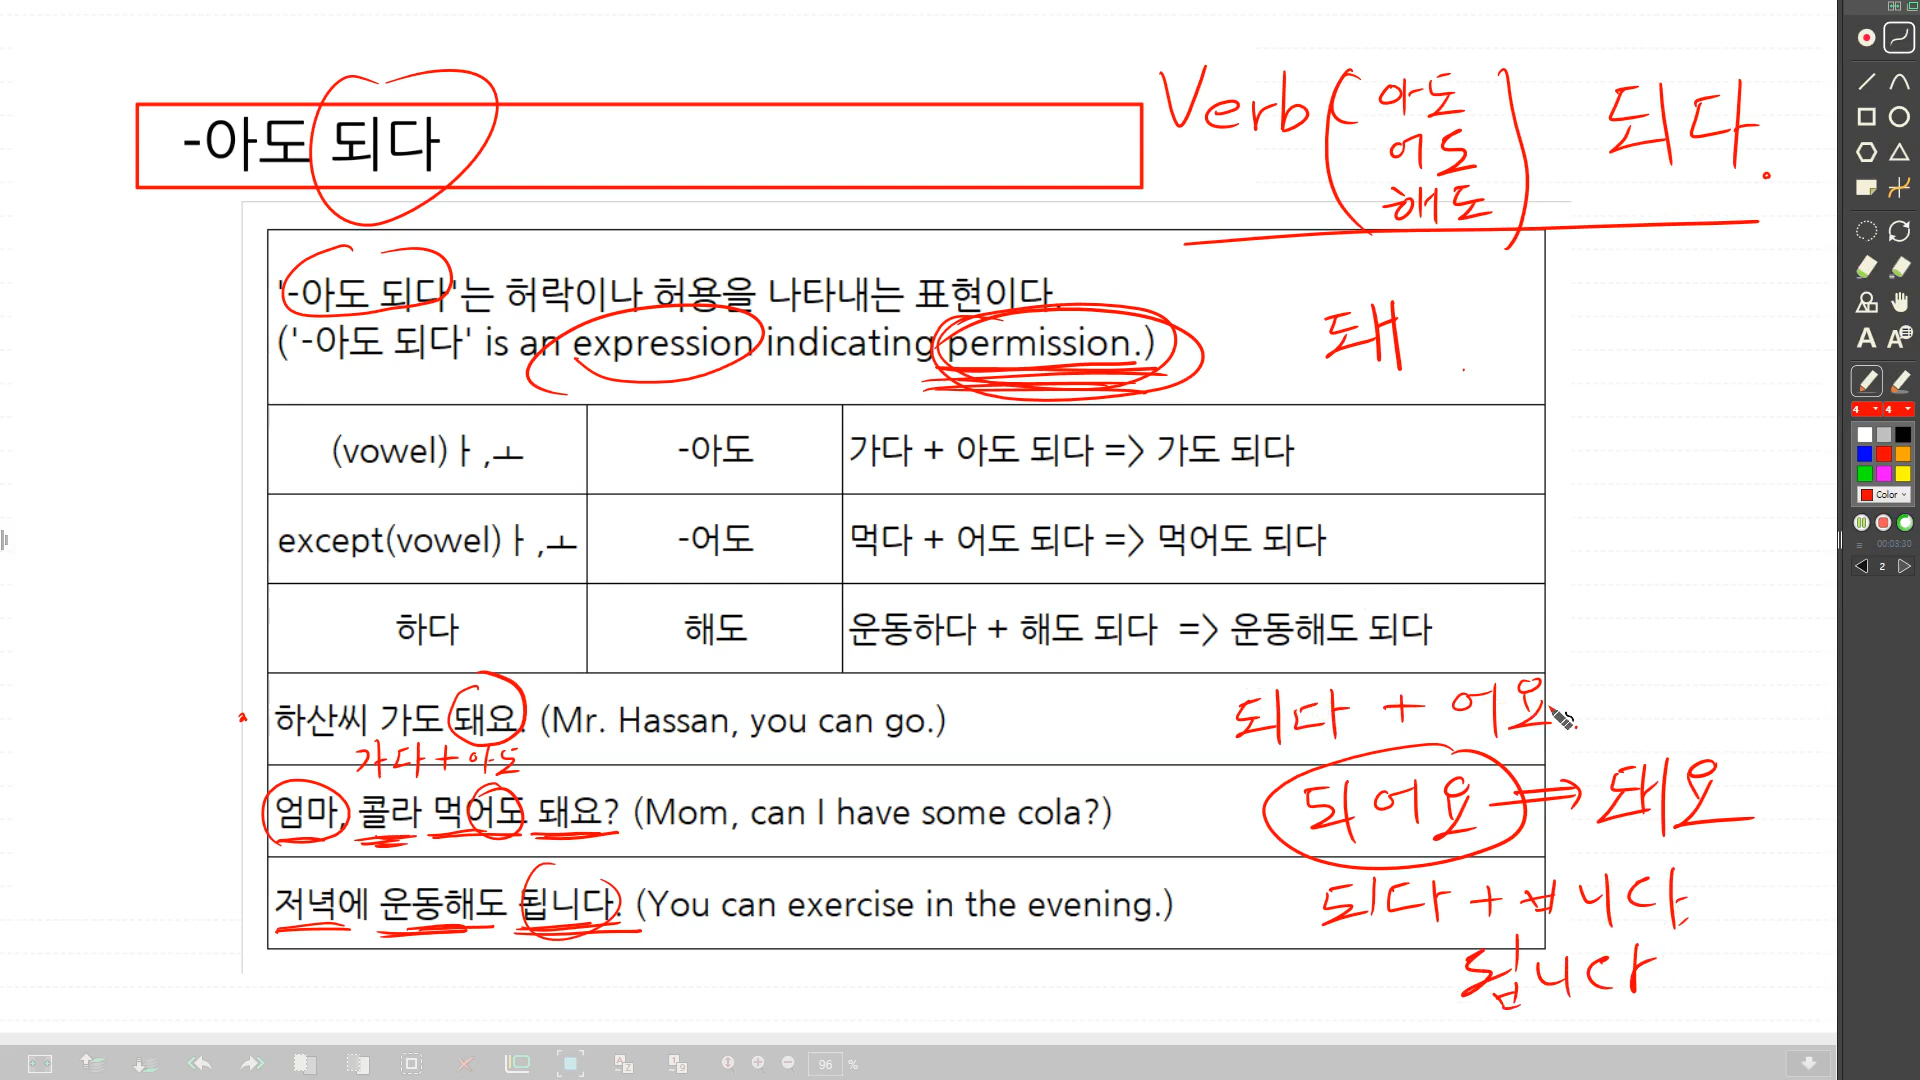 -아도 되다
Verb ( 아도 어도 해도 ) 되다.
'-아도 되다'는 허락이나 허용을 나타내는 표현이다.
('-아도 되다' is an expression indicating permission.)
돼
(vowel)ㅏ,ㅗ -아도 가다 + 아도 되다 => 가도 되다
except(vowel)ㅏ,ㅗ -어도 먹다 + 어도 되다 => 먹어도 되다
하다 해도 운동하다 + 해도 되다 => 운동해도 되다
하산씨 가도 돼요. (Mr. Hassan, you can go.)
되다 + 어요
가다 + 아도
엄마, 콜라 먹어도 돼요? (Mom, can I have some cola?)
되어요 => 돼요
저녁에 운동해도 됩니다. (You can exercise in the evening.)
되다 + ㅂ니다
됩니다
4 4
Color
00:03:30
2
96 %